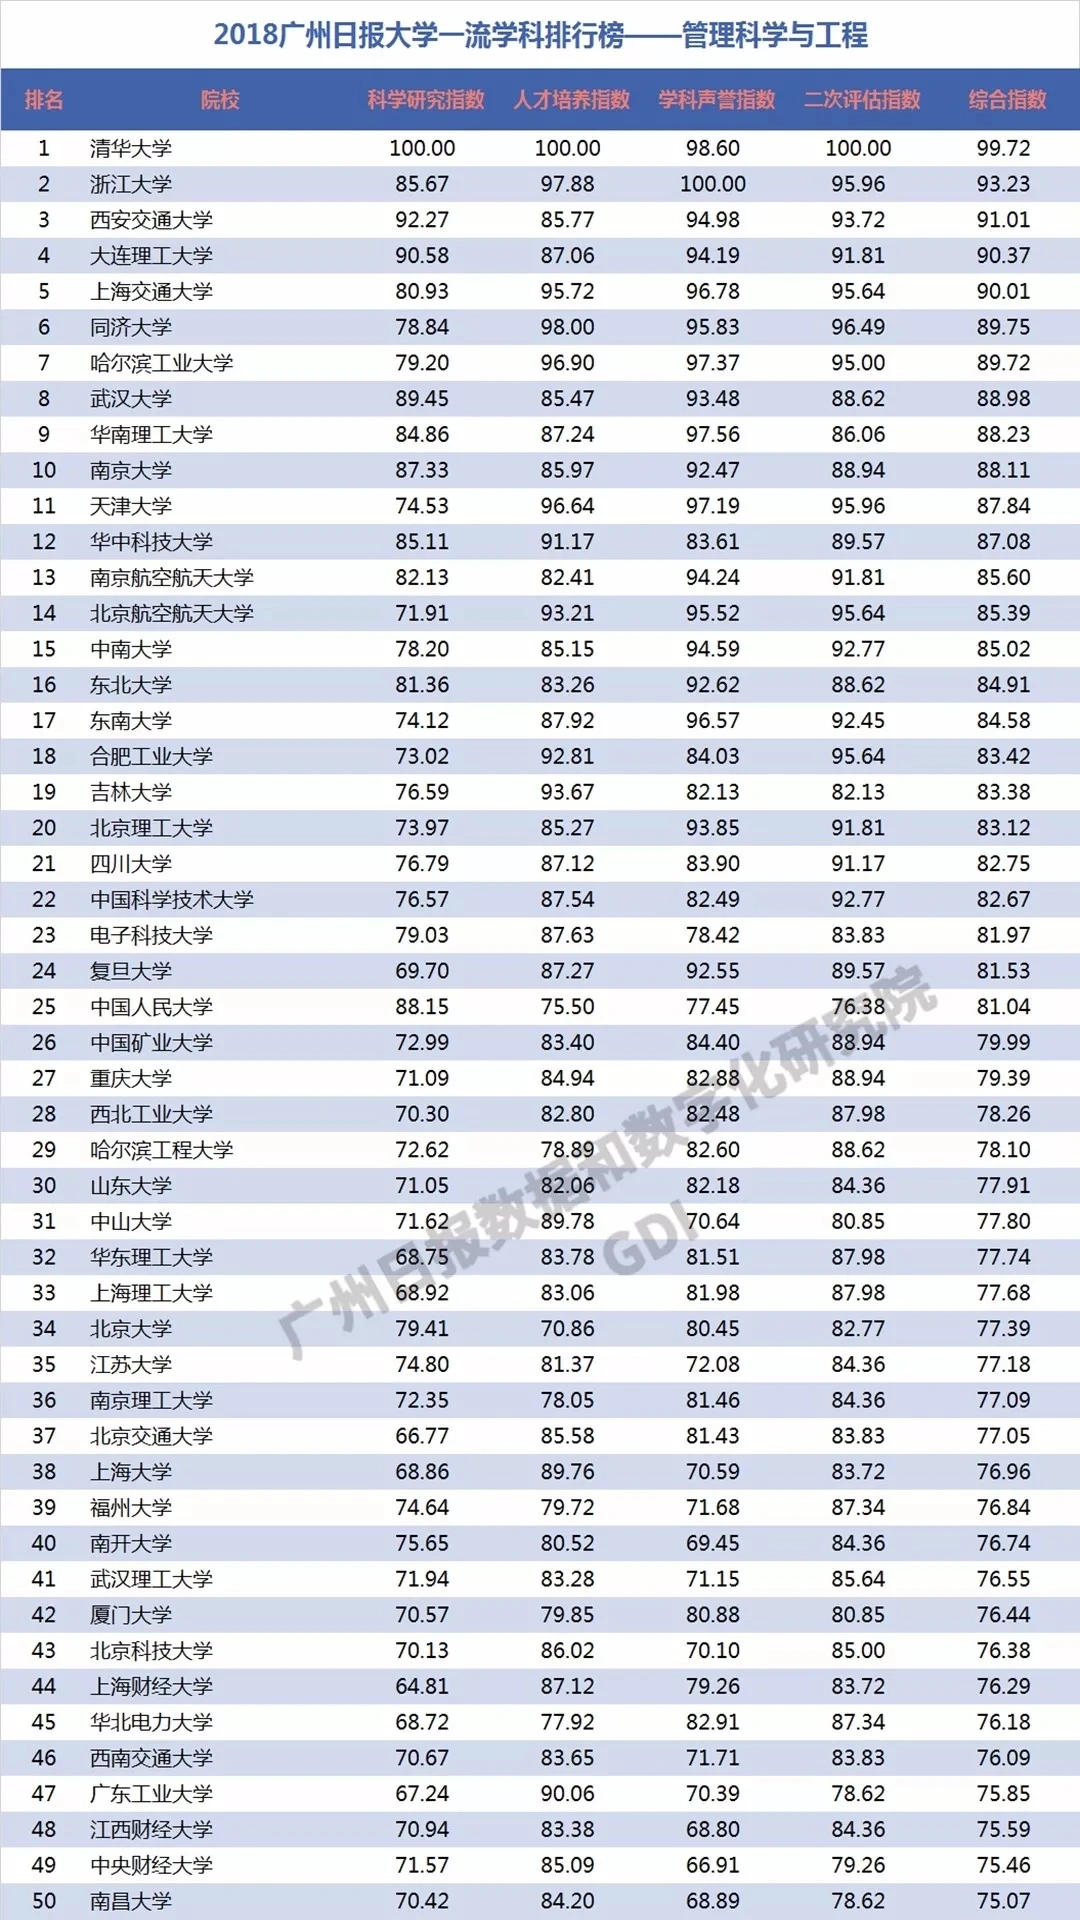 2018广州日报大学一流学科排行榜——管理科学与工程
排名 院校 科学研究指数 人才培养指数 学科声誉指数 二次评估指数 综合指数
1 清华大学 100.00 100.00 98.60 100.00 99.72
2 浙江大学 85.67 97.88 100.00 95.96 93.23
3 西安交通大学 92.27 85.77 94.98 93.72 91.01
4 大连理工大学 90.58 87.06 94.19 91.81 90.37
5 上海交通大学 80.93 95.72 96.78 95.64 90.01
6 同济大学 78.84 98.00 95.83 96.49 89.75
7 哈尔滨工业大学 79.20 96.90 97.37 95.00 89.72
8 武汉大学 89.45 85.47 93.48 88.62 88.98
9 华南理工大学 84.86 87.24 97.56 86.06 88.23
10 南京大学 87.33 85.97 92.47 88.94 88.11
11 天津大学 74.53 96.64 97.19 95.96 87.84
12 华中科技大学 85.11 91.17 83.61 89.57 87.08
13 南京航空航天大学 82.13 82.41 94.24 91.81 85.60
14 北京航空航天大学 71.91 93.21 95.52 95.64 85.39
15 中南大学 78.20 85.15 94.59 92.77 85.02
16 东北大学 81.36 83.26 92.62 88.62 84.91
17 东南大学 74.12 87.92 96.57 92.45 84.58
18 合肥工业大学 73.02 92.81 84.03 95.64 83.42
19 吉林大学 76.59 93.67 82.13 82.13 83.38
20 北京理工大学 73.97 85.27 93.85 91.81 83.12
21 四川大学 76.79 87.12 83.90 91.17 82.75
22 中国科学技术大学 76.57 87.54 82.49 92.77 82.67
23 电子科技大学 79.03 87.63 78.42 83.83 81.97
24 复旦大学 69.70 87.27 92.55 89.57 81.53
25 中国人民大学 88.15 75.50 77.45 76.38 81.04
26 中国矿业大学 72.99 83.40 84.40 88.94 79.99
27 重庆大学 71.09 84.94 82.88 88.94 79.39
28 西北工业大学 70.30 82.80 82.48 87.98 78.26
29 哈尔滨工程大学 72.62 78.89 82.60 88.62 78.10
30 山东大学 71.05 82.06 82.18 84.36 77.91
31 中山大学 71.62 89.78 70.64 80.85 77.80
32 华东理工大学 68.75 83.78 81.51 87.98 77.74
33 上海理工大学 68.92 83.06 81.98 87.98 77.68
34 北京大学 79.41 70.86 80.45 82.77 77.39
35 江苏大学 74.80 81.37 72.08 84.36 77.18
36 南京理工大学 72.35 78.05 81.46 84.36 77.09
37 北京交通大学 66.77 85.58 81.43 83.83 77.05
38 上海大学 68.86 89.76 70.59 83.72 76.96
39 福州大学 74.64 79.72 71.68 87.34 76.84
40 南开大学 75.65 80.52 69.45 84.36 76.74
41 武汉理工大学 71.94 83.28 71.15 85.64 76.55
42 厦门大学 70.57 79.85 80.88 80.85 76.44
43 北京科技大学 70.13 86.02 70.10 85.00 76.38
44 上海财经大学 64.81 87.12 79.26 83.72 76.29
45 华北电力大学 68.72 77.92 82.91 87.34 76.18
46 西南交通大学 70.67 83.65 71.71 83.83 76.09
47 广东工业大学 67.24 90.06 70.39 78.62 75.85
48 江西财经大学 70.94 83.38 68.80 84.36 75.59
49 中央财经大学 71.57 85.09 66.91 79.26 75.46
50 南昌大学 70.42 84.20 68.89 78.62 75.07
广州日报数据和数字化研究院
GDI